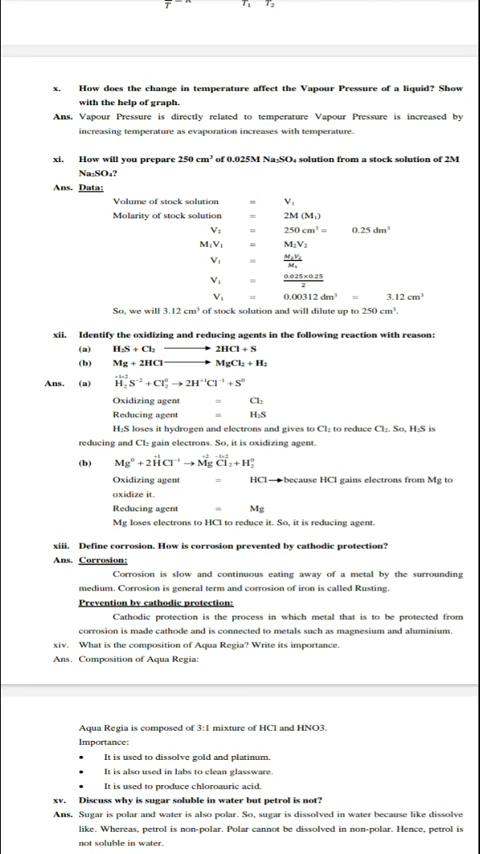 T
T₁ T₂
x. How does the change in temperature affect the Vapour Pressure of a liquid? Show
with the help of graph.
Ans. Vapour Pressure is directly related to temperature Vapour Pressure is increased by
increasing temperature as evaporation increases with temperature.
xi. How will you prepare 250 cm³ of 0.025M Na₂SO₄ solution from a stock solution of 2M
Na₂SO₄?
Ans. Data:
Volume of stock solution = V₁
Molarity of stock solution = 2M (M₁)
V₂ = 250 cm³ = 0.25 dm³
M₁V₁ = M₂V₂
V₁ = M₂V₂ / M₁
V₁ = 0.025×0.25 / 2
V₁ = 0.00312 dm³ = 3.12 cm³
So, we will 3.12 cm³ of stock solution and will dilute up to 250 cm³.
xii. Identify the oxidizing and reducing agents in the following reaction with reason:
(a) H₂S + Cl₂ → 2HCl + S
(b) Mg + 2HCl → MgCl₂ + H₂
Ans. (a) H₂⁺¹ˣ² S⁻² + Cl₂⁰ → 2H⁺¹Cl⁻¹ + S⁰
Oxidizing agent = Cl₂
Reducing agent = H₂S
H₂S loses it hydrogen and electrons and gives to Cl₂ to reduce Cl₂. So, H₂S is
reducing and Cl₂ gain electrons. So, it is oxidizing agent.
(b) Mg⁰ + 2H⁺¹Cl⁻¹ → Mg⁺² Cl₂⁻¹ˣ² + H₂⁰
Oxidizing agent = HCl→because HCl gains electrons from Mg to
oxidize it.
Reducing agent = Mg
Mg loses electrons to HCl to reduce it. So, it is reducing agent.
xiii. Define corrosion. How is corrosion prevented by cathodic protection?
Ans. Corrosion:
Corrosion is slow and continuous eating away of a metal by the surrounding
medium. Corrosion is general term and corrosion of iron is called Rusting.
Prevention by cathodic protection:
Cathodic protection is the process in which metal that is to be protected from
corrosion is made cathode and is connected to metals such as magnesium and aluminium.
xiv. What is the composition of Aqua Regia? Write its importance.
Ans. Composition of Aqua Regia:
Aqua Regia is composed of 3:1 mixture of HCl and HNO3.
Importance:
• It is used to dissolve gold and platinum.
• It is also used in labs to clean glassware.
• It is used to produce chloroauric acid.
xv. Discuss why is sugar soluble in water but petrol is not?
Ans. Sugar is polar and water is also polar. So, sugar is dissolved in water because like dissolve
like. Whereas, petrol is non-polar. Polar cannot be dissolved in non-polar. Hence, petrol is
not soluble in water.